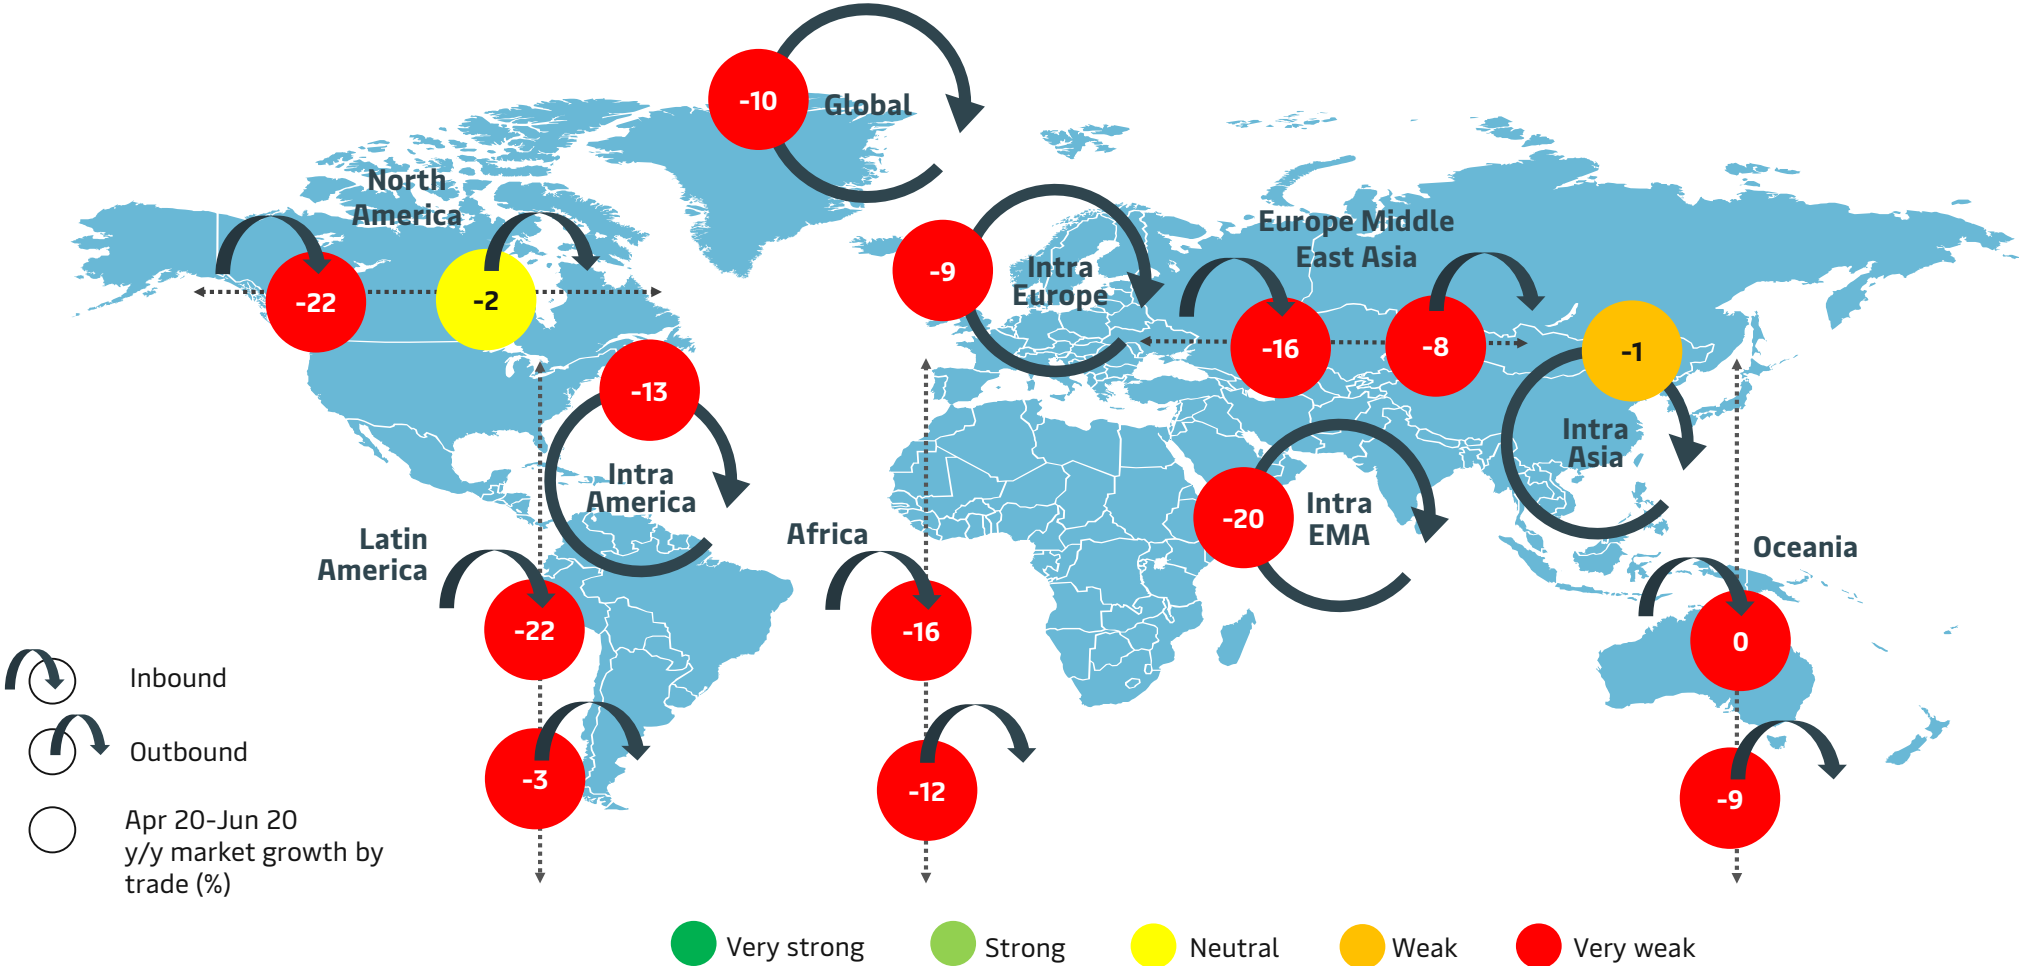 -10
Global
North
America
-22
-2
-9
Intra
Europe
Europe Middle
East Asia
-16
-8
-1
Intra
Asia
-13
Intra
America
-20
Intra
EMA
Latin
America
-22
-3
Africa
-16
-12
Oceania
0
-9
Inbound
Outbound
Apr 20-Jun 20
y/y market growth by
trade (%)
Very strong
Strong
Neutral
Weak
Very weak